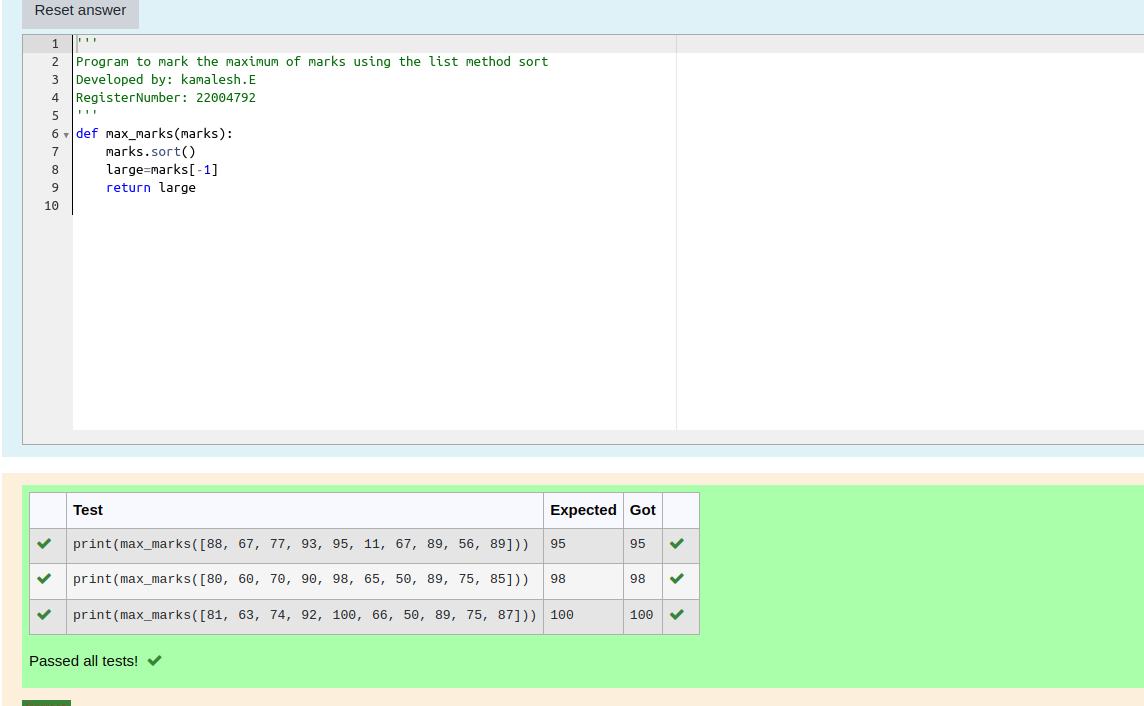 Reset answer
1 '''
2 Program to mark the maximum of marks using the list method sort
3 Developed by: kamalesh.E
4 RegisterNumber: 22004792
5 '''
6 def max_marks(marks):
7     marks.sort()
8     large=marks[-1]
9     return large
10
Test Expected Got
print(max_marks([88, 67, 77, 93, 95, 11, 67, 89, 56, 89])) 95 95
print(max_marks([80, 60, 70, 90, 98, 65, 50, 89, 75, 85])) 98 98
print(max_marks([81, 63, 74, 92, 100, 66, 50, 89, 75, 87])) 100 100
Passed all tests!